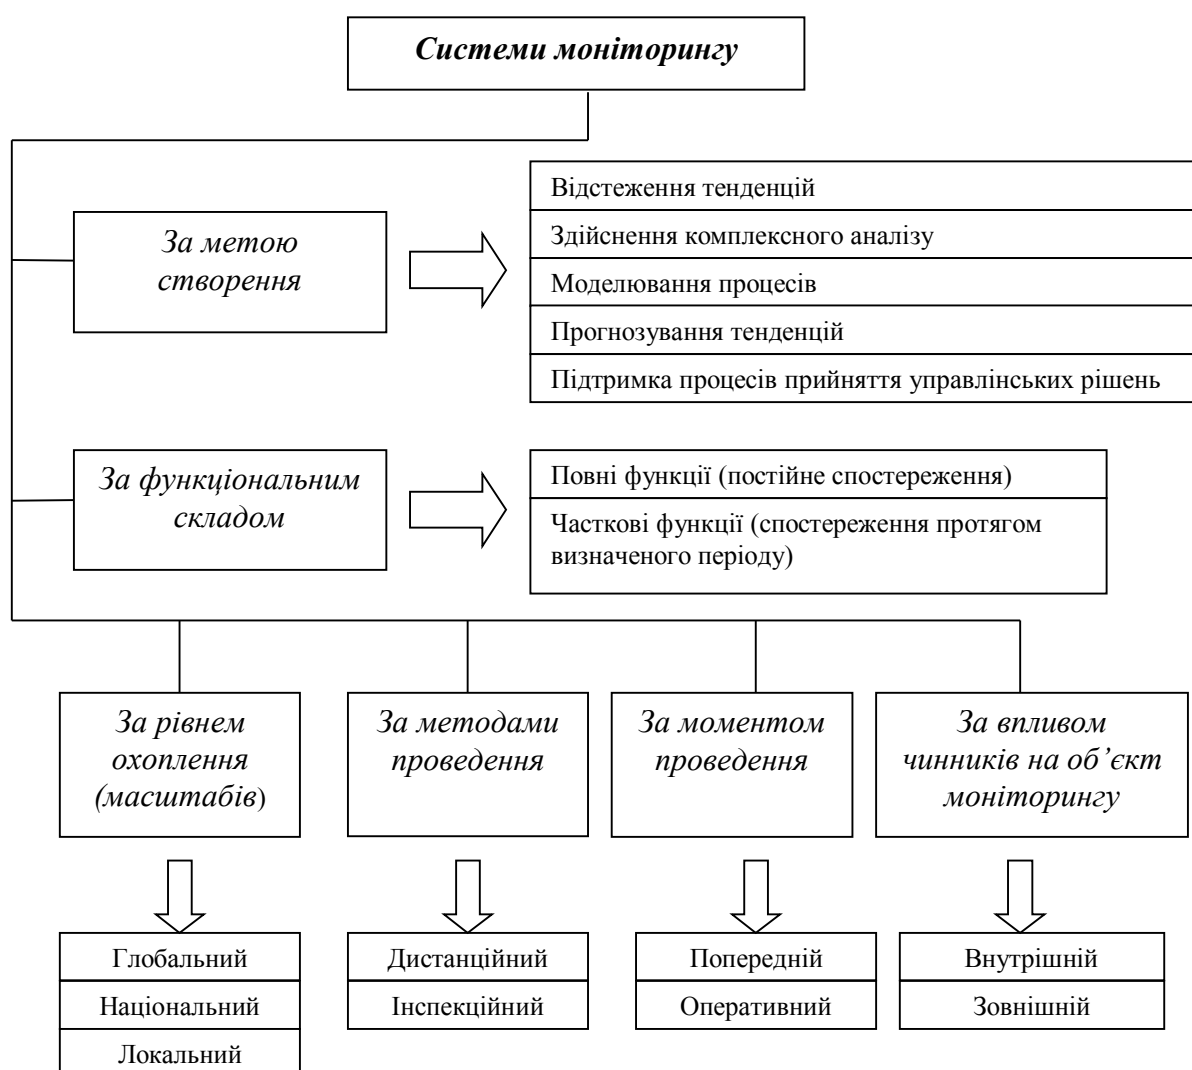 Системи моніторингу
За метою
створення
Відстеження тенденцій
Здійснення комплексного аналізу
Моделювання процесів
Прогнозування тенденцій
Підтримка процесів прийняття управлінських рішень
За функціональним
складом
Повні функції (постійне спостереження)
Часткові функції (спостереження протягом
визначеного періоду)
За рівнем
охоплення
(масштабів)
За методами
проведення
За моментом
проведення
За впливом
чинників на об’єкт
моніторингу
Глобальний
Національний
Локальний
Дистанційний
Інспекційний
Попередній
Оперативний
Внутрішній
Зовнішній